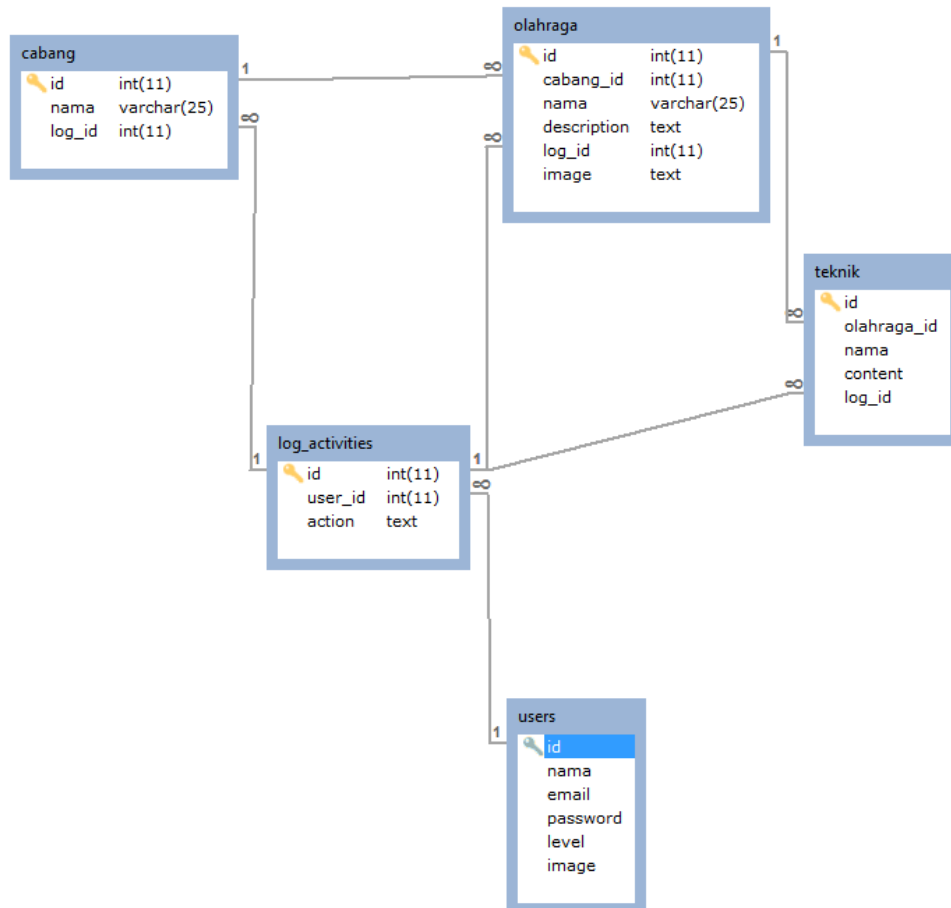 cabang
id int(11)
nama varchar(25)
log_id int(11)
1
∞
∞
1
olahraga
id int(11)
cabang_id int(11)
nama varchar(25)
description text
log_id int(11)
image text
1
∞
1
∞
∞
teknik
id
olahraga_id
nama
content
log_id
log_activities
id int(11)
user_id int(11)
action text
∞
1
users
id
nama
email
password
level
image